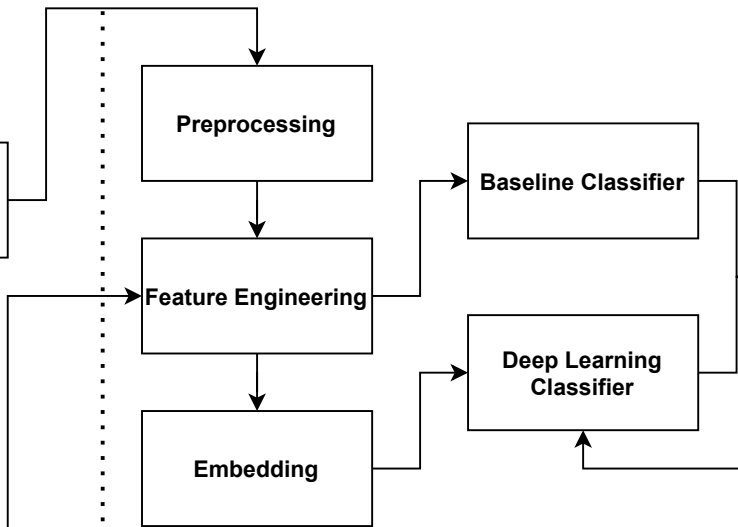 Preprocessing
Baseline Classifier
Feature Engineering
Deep Learning
Classifier
Embedding